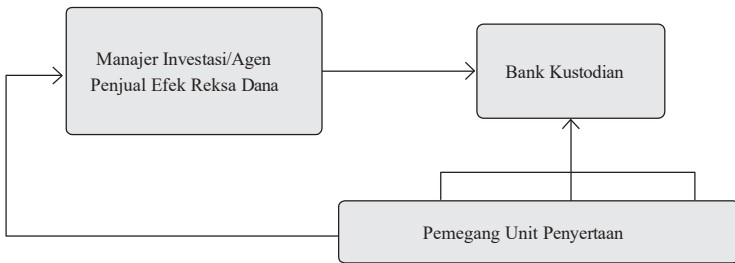 Manajer Investasi/Agen
Penjual Efek Reksa Dana
Bank Kustodian
Pemegang Unit Penyertaan